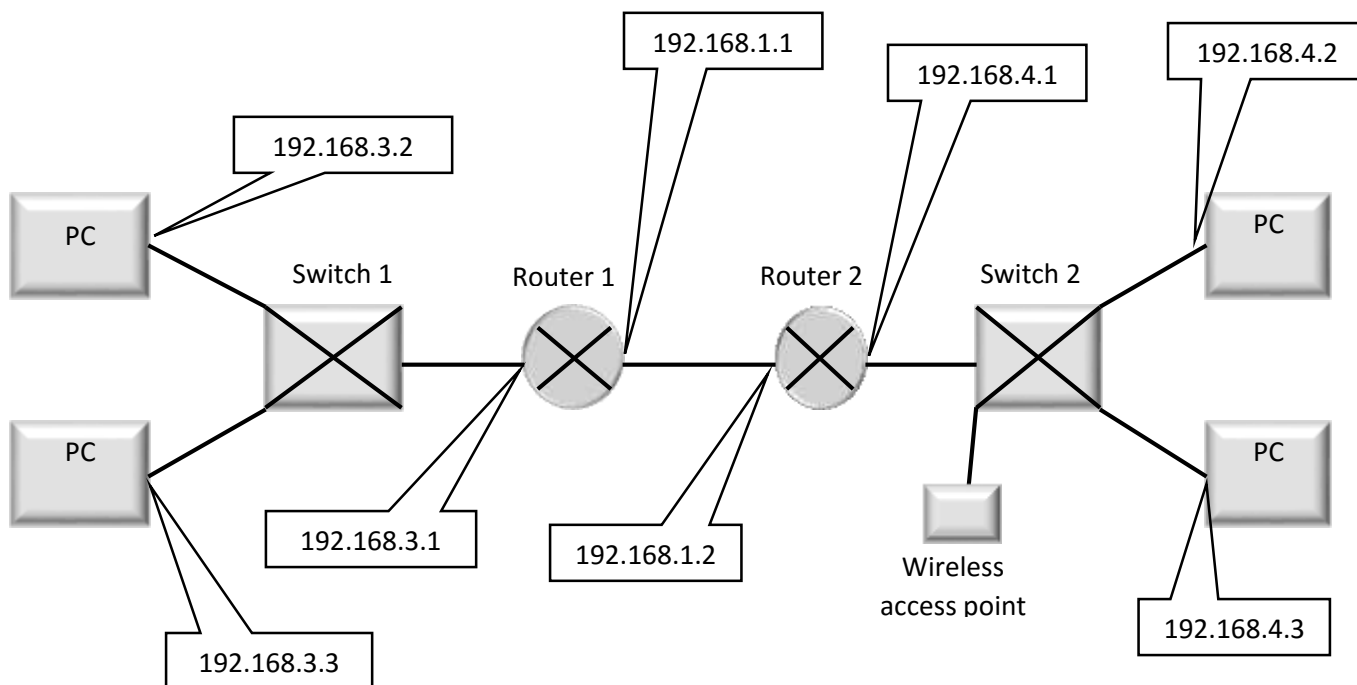 192.168.1.1
192.168.4.2
192.168.4.1
192.168.3.2
PC
PC
Switch 1
Router 1
Router 2
Switch 2
PC
PC
192.168.3.1
192.168.1.2
Wireless
access point
192.168.4.3
192.168.3.3